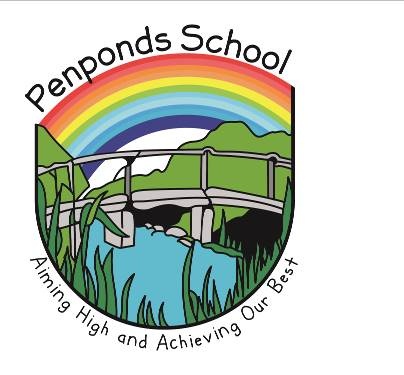 Penponds School
Aiming High and Achieving Our Best